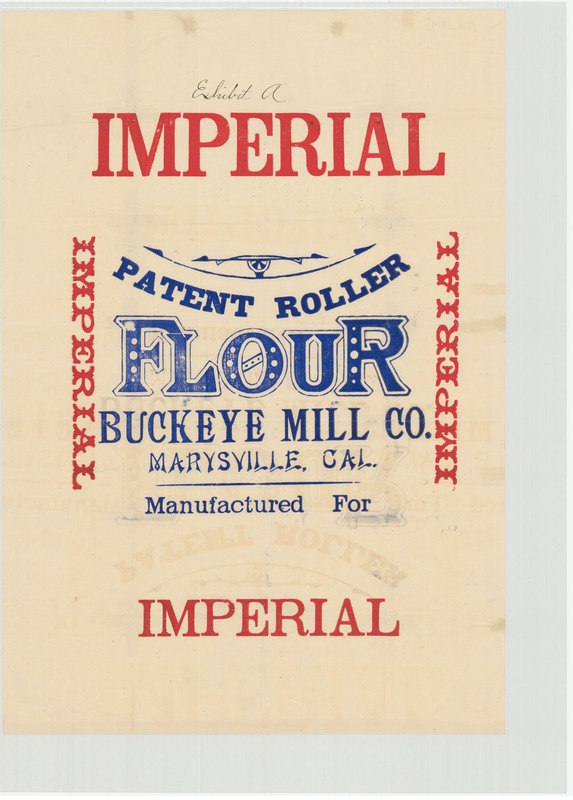 Exhibit A
IMPERIAL
IMPERIAL
PATENT ROLLER
FLOUR
BUCKEYE MILL CO.
MARYSVILLE, CAL.
Manufactured For
IMPERIAL
IMPERIAL